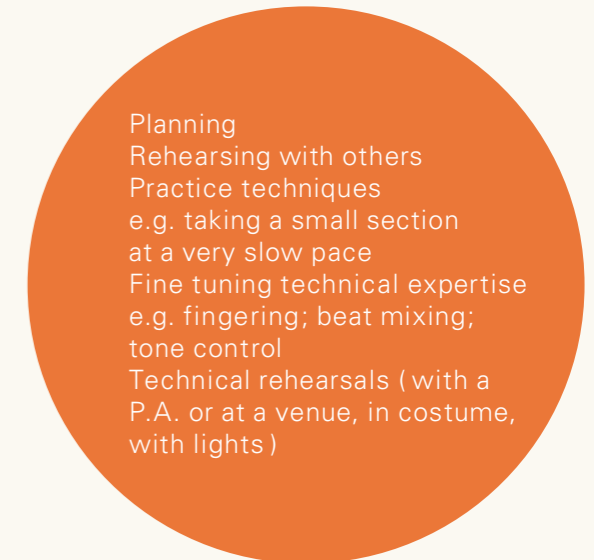 Planning
Rehearsing with others
Practice techniques
e.g. taking a small section
at a very slow pace
Fine tuning technical expertise
e.g. fingering; beat mixing;
tone control
Technical rehearsals ( with a
P.A. or at a venue, in costume,
with lights )